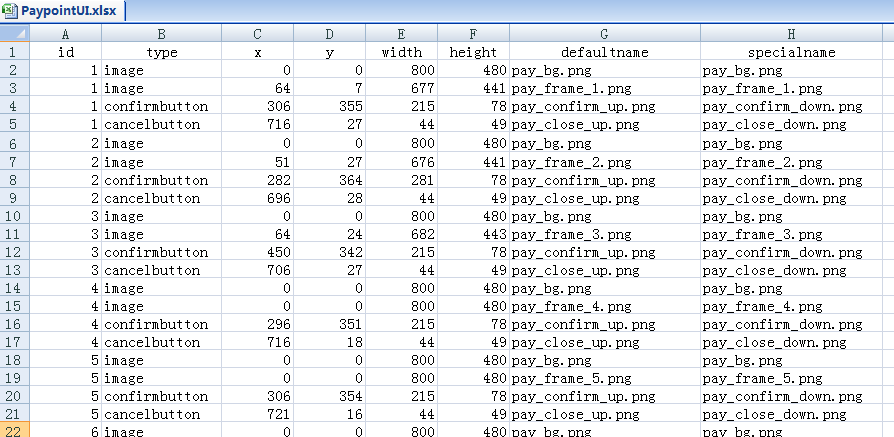 PaypointUI.xlsx
A B C D E F G H
1 id type x y width height defaultname specialname
2 1 image 0 0 800 480 pay_bg.png pay_bg.png
3 1 image 64 7 677 441 pay_frame_1.png pay_frame_1.png
4 1 confirmbutton 306 355 215 78 pay_confirm_up.png pay_confirm_down.png
5 1 cancelbutton 716 27 44 49 pay_close_up.png pay_close_down.png
6 2 image 0 0 800 480 pay_bg.png pay_bg.png
7 2 image 51 27 676 441 pay_frame_2.png pay_frame_2.png
8 2 confirmbutton 282 364 281 78 pay_confirm_up.png pay_confirm_down.png
9 2 cancelbutton 696 28 44 49 pay_close_up.png pay_close_down.png
10 3 image 0 0 800 480 pay_bg.png pay_bg.png
11 3 image 64 24 682 443 pay_frame_3.png pay_frame_3.png
12 3 confirmbutton 450 342 215 78 pay_confirm_up.png pay_confirm_down.png
13 3 cancelbutton 706 27 44 49 pay_close_up.png pay_close_down.png
14 4 image 0 0 800 480 pay_bg.png pay_bg.png
15 4 image 0 0 800 480 pay_frame_4.png pay_frame_4.png
16 4 confirmbutton 296 351 215 78 pay_confirm_up.png pay_confirm_down.png
17 4 cancelbutton 716 18 44 49 pay_close_up.png pay_close_down.png
18 5 image 0 0 800 480 pay_bg.png pay_bg.png
19 5 image 0 0 800 480 pay_frame_5.png pay_frame_5.png
20 5 confirmbutton 306 354 215 78 pay_confirm_up.png pay_confirm_down.png
21 5 cancelbutton 721 16 44 49 pay_close_up.png pay_close_down.png
22 6 image 0 0 800 480 pay_bg.png pay_bg.png